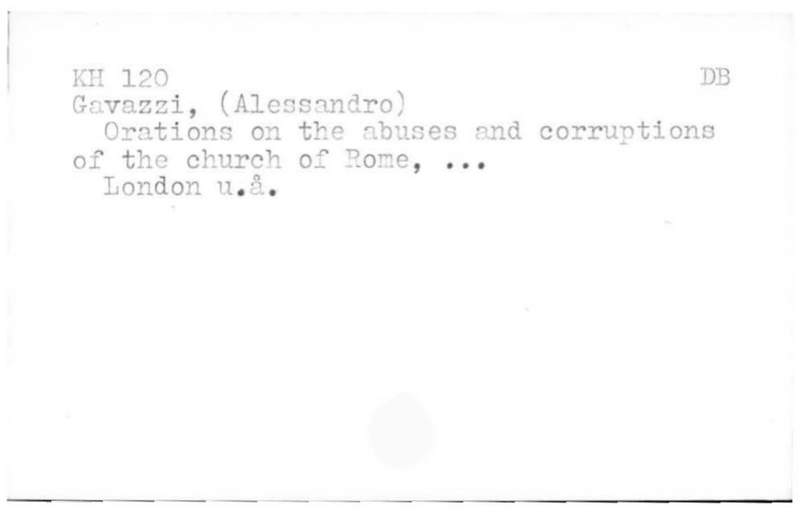 KH 120 DB
Gavazzi, (Alessandro)
Orations on the abuses and corruptions
of the church of Rome, ...
London u.å.